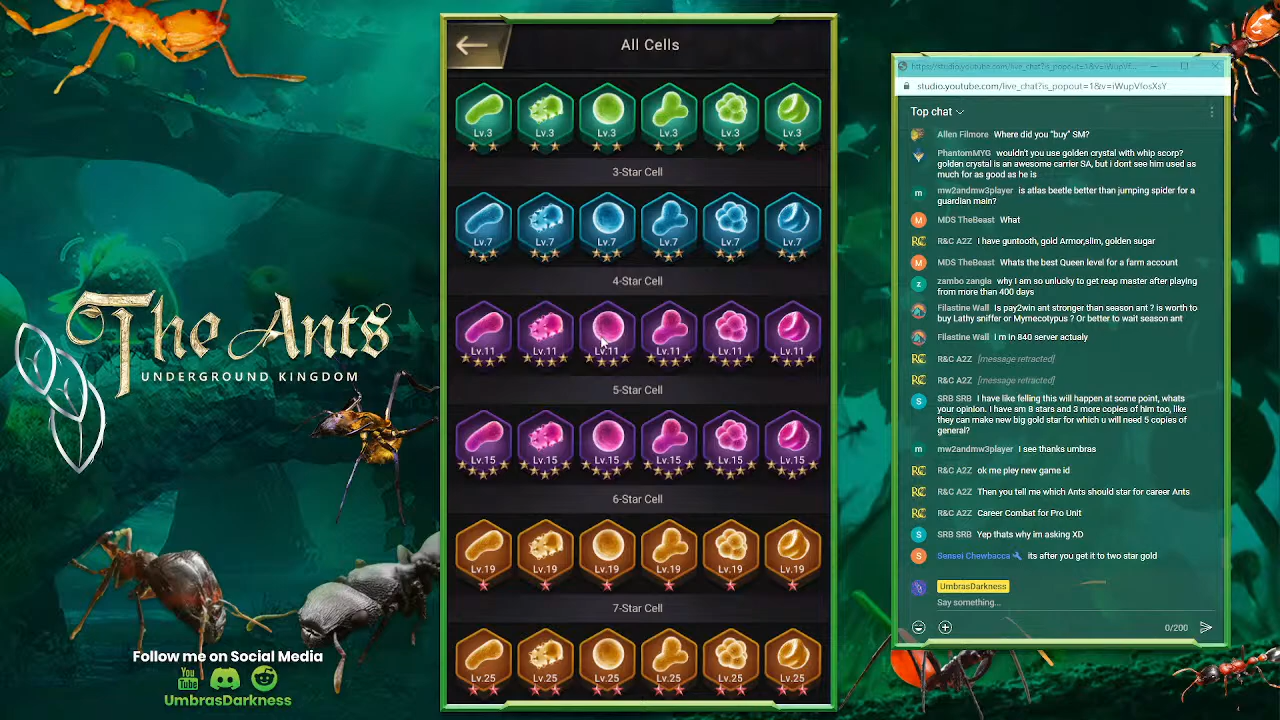 The Ants
UNDERGROUND KINGDOM
Follow me on Social Media
You
Tube
UmbrasDarkness
All Cells
Lv.3 Lv.3 Lv.3 Lv.3 Lv.3 Lv.3
3-Star Cell
Lv.7 Lv.7 Lv.7 Lv.7 Lv.7 Lv.7
4-Star Cell
Lv.11 Lv.11 Lv.11 Lv.11 Lv.11 Lv.11
5-Star Cell
Lv.15 Lv.15 Lv.15 Lv.15 Lv.15 Lv.15
6-Star Cell
Lv.19 Lv.19 Lv.19 Lv.19 Lv.19 Lv.19
7-Star Cell
Lv.25 Lv.25 Lv.25 Lv.25 Lv.25 Lv.25
studio.youtube.com/live_chat?is_popout=1&v=iWupVfosXsY
Top chat
Allen Filmore Where did you "buy" SM?
PhantomMYG wouldn't you use golden crystal with whip scorp?
golden crystal is an awesome carrier SA, but i dont see him used as
much for as good as he is
m mw2andmw3player is atlas beetle better than jumping spider for a
guardian main?
M MDS TheBeast What
RC R&C A2Z I have guntooth, gold Armor,slim, golden sugar
M MDS TheBeast Whats the best Queen level for a farm account
z zambo zangla why I am so unlucky to get reap master after playing
from more than 400 days
Filastine Wall Is pay2win ant stronger than season ant ? is worth to
buy Lathy sniffer or Mymecotypus ? Or better to wait season ant
Filastine Wall I m in 840 server actualy
RC R&C A2Z [message retracted]
RC R&C A2Z [message retracted]
S SRB SRB I have like felling this will happen at some point, whats
your opinion. I have sm 8 stars and 3 more copies of him too, like
they can make new big gold star for which u will need 5 copies of
general?
m mw2andmw3player I see thanks umbras
RC R&C A2Z ok me pley new game id
RC R&C A2Z Then you tell me which Ants should star for career Ants
RC R&C A2Z Career Combat for Pro Unit
S SRB SRB Yep thats why im asking XD
S Sensei Chewbacca its after you get it to two star gold
UmbrasDarkness
Say something...
0/200